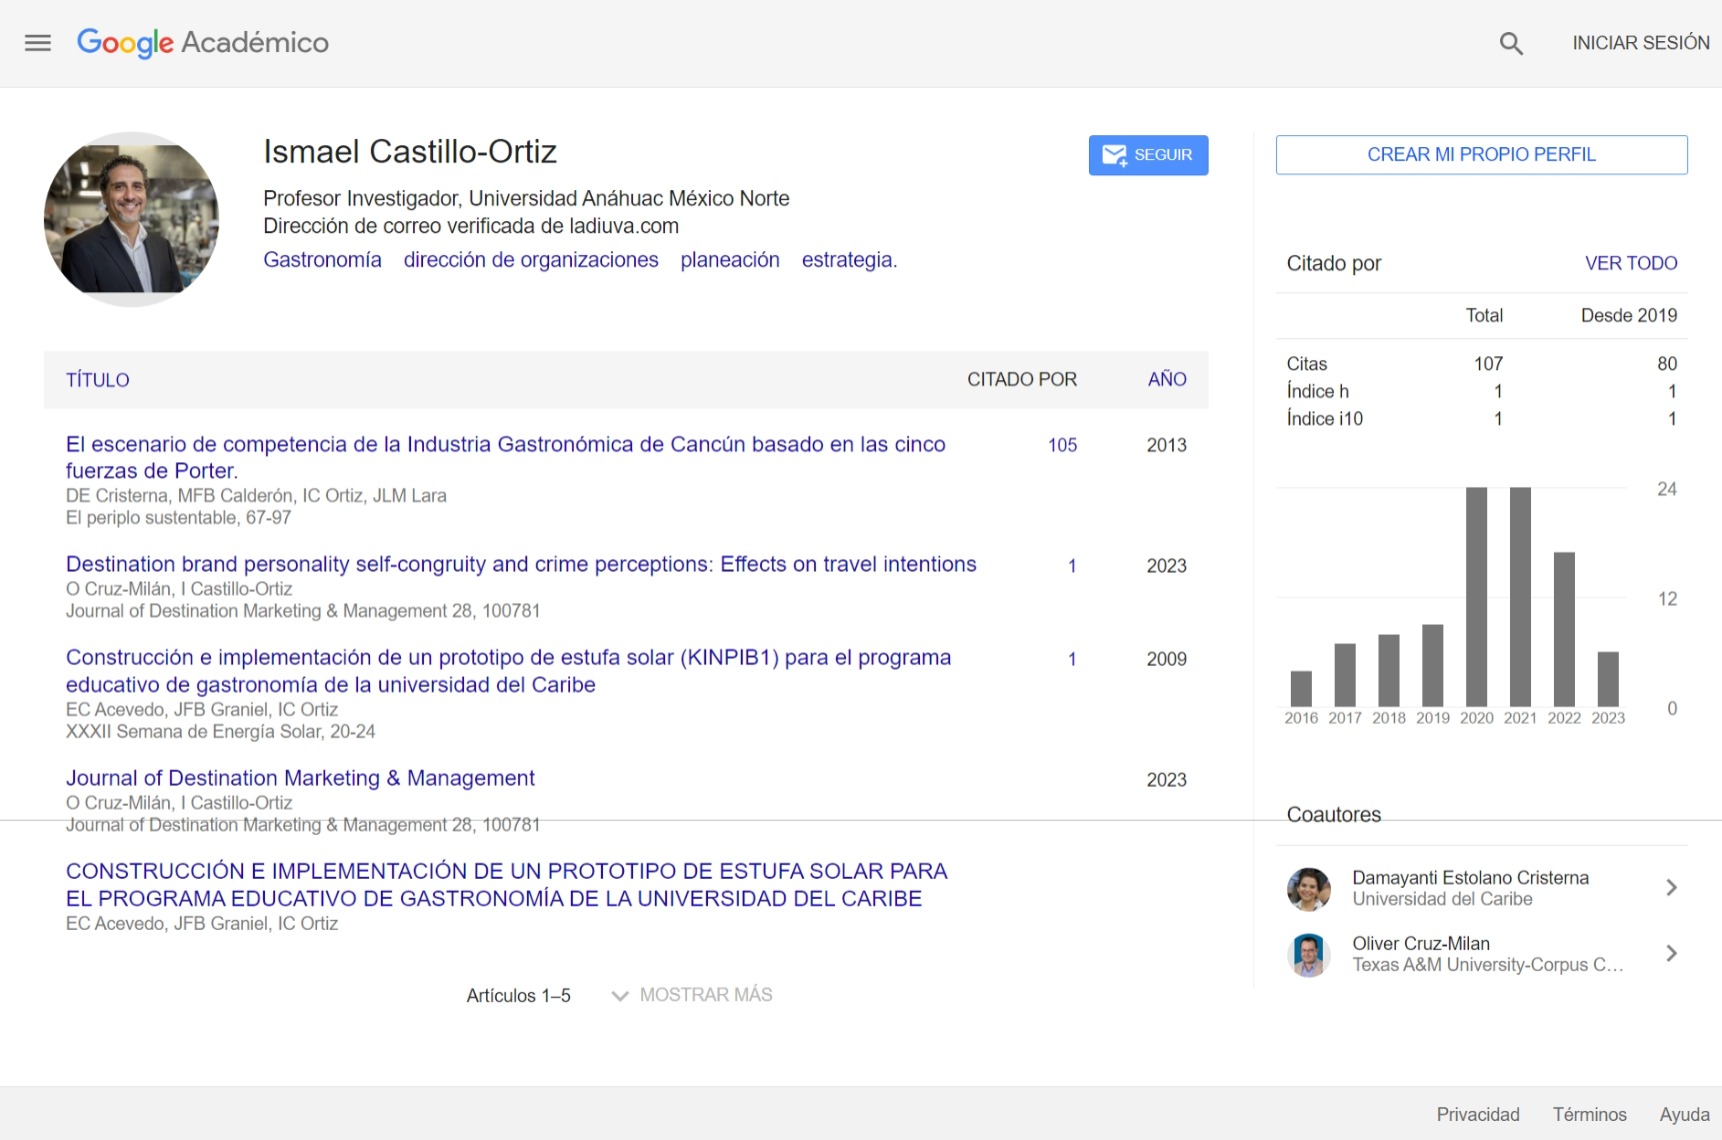 Google Académico
INICIAR SESIÓN
Ismael Castillo-Ortiz
SEGUIR
Profesor Investigador, Universidad Anáhuac México Norte
Dirección de correo verificada de ladiuva.com
Gastronomía dirección de organizaciones planeación estrategia.
TÍTULO CITADO POR AÑO
El escenario de competencia de la Industria Gastronómica de Cancún basado en las cinco 105 2013
fuerzas de Porter.
DE Cristerna, MFB Calderón, IC Ortiz, JLM Lara
El periplo sustentable, 67-97
Destination brand personality self-congruity and crime perceptions: Effects on travel intentions 1 2023
O Cruz-Milán, I Castillo-Ortiz
Journal of Destination Marketing & Management 28, 100781
Construcción e implementación de un prototipo de estufa solar (KINPIB1) para el programa 1 2009
educativo de gastronomía de la universidad del Caribe
EC Acevedo, JFB Graniel, IC Ortiz
XXXII Semana de Energía Solar, 20-24
Journal of Destination Marketing & Management 2023
O Cruz-Milán, I Castillo-Ortiz
Journal of Destination Marketing & Management 28, 100781
CONSTRUCCIÓN E IMPLEMENTACIÓN DE UN PROTOTIPO DE ESTUFA SOLAR PARA
EL PROGRAMA EDUCATIVO DE GASTRONOMÍA DE LA UNIVERSIDAD DEL CARIBE
EC Acevedo, JFB Graniel, IC Ortiz
Artículos 1–5 MOSTRAR MÁS
CREAR MI PROPIO PERFIL
Citado por VER TODO
Total Desde 2019
Citas 107 80
Índice h 1 1
Índice i10 1 1
24
12
0
2016 2017 2018 2019 2020 2021 2022 2023
Coautores
Damayanti Estolano Cristerna
Universidad del Caribe
Oliver Cruz-Milan
Texas A&M University-Corpus C…
Privacidad Términos Ayuda